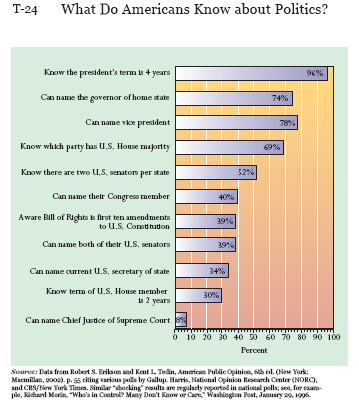 T-24 What Do Americans Know about Politics?
Know the president's term is 4 years 96%
Can name the governor of home state 74%
Can name vice president 78%
Know which party has U.S. House majority 69%
Know there are two U.S. senators per state 52%
Can name their Congress member 40%
Aware Bill of Rights is first ten amendments
to U.S. Constitution 39%
Can name both of their U.S. senators 39%
Can name current U.S. secretary of state 34%
Know term of U.S. House member
is 2 years 30%
Can name Chief Justice of Supreme Court 8%
0 10 20 30 40 50 60 70 80 90 100
Percent
Source: Data from Robert S. Erikson and Kent L. Tedin, American Public Opinion, 6th ed. (New York:
Macmillan, 2002). p. 55 citing various polls by Gallup. Harris, National Opinion Research Center (NORC),
and CBS/New York Times. Similar "shocking" results are regularly reported in national polls; see, for exam-
ple, Richard Morin, "Who's in Control? Many Don't Know or Care," Washington Post, January 29, 1996.